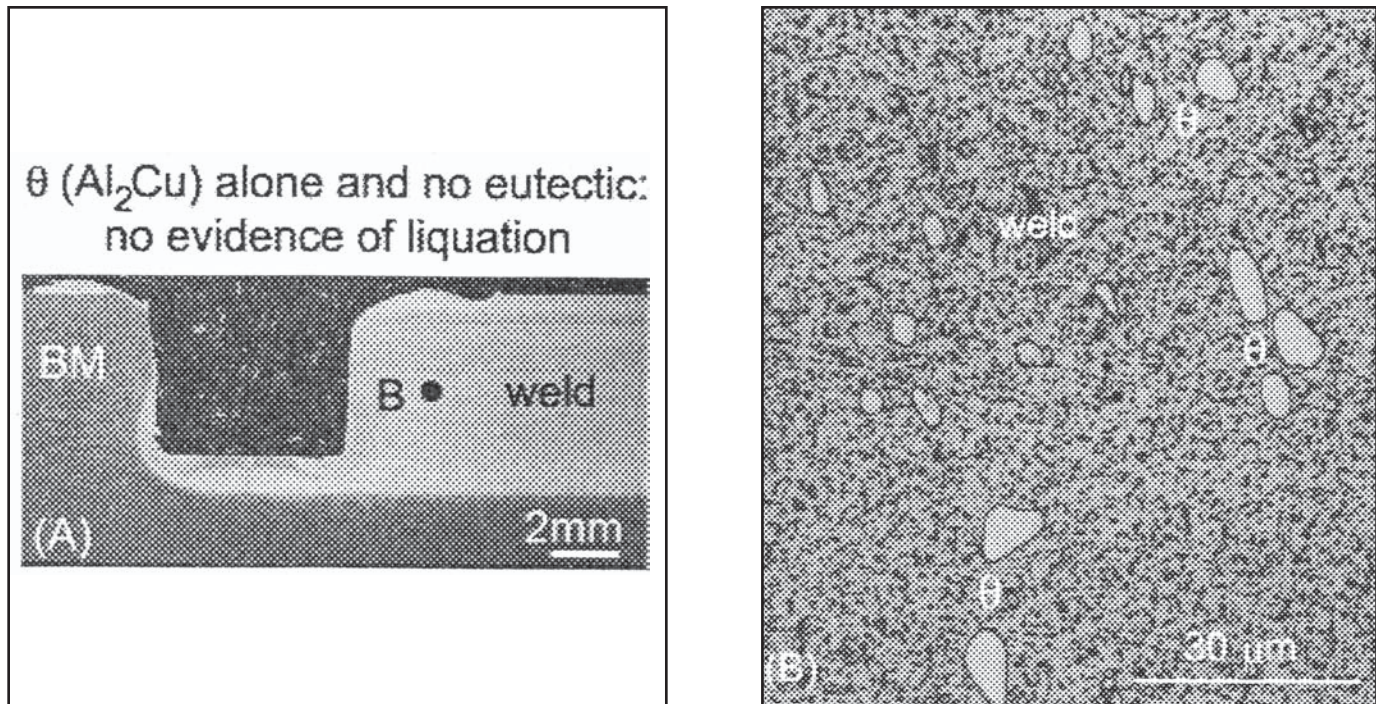 θ (Al₂Cu) alone and no eutectic:
no evidence of liquation
BM
B
weld
(A)
2mm
θ
weld
θ
θ
(B)
30 μm